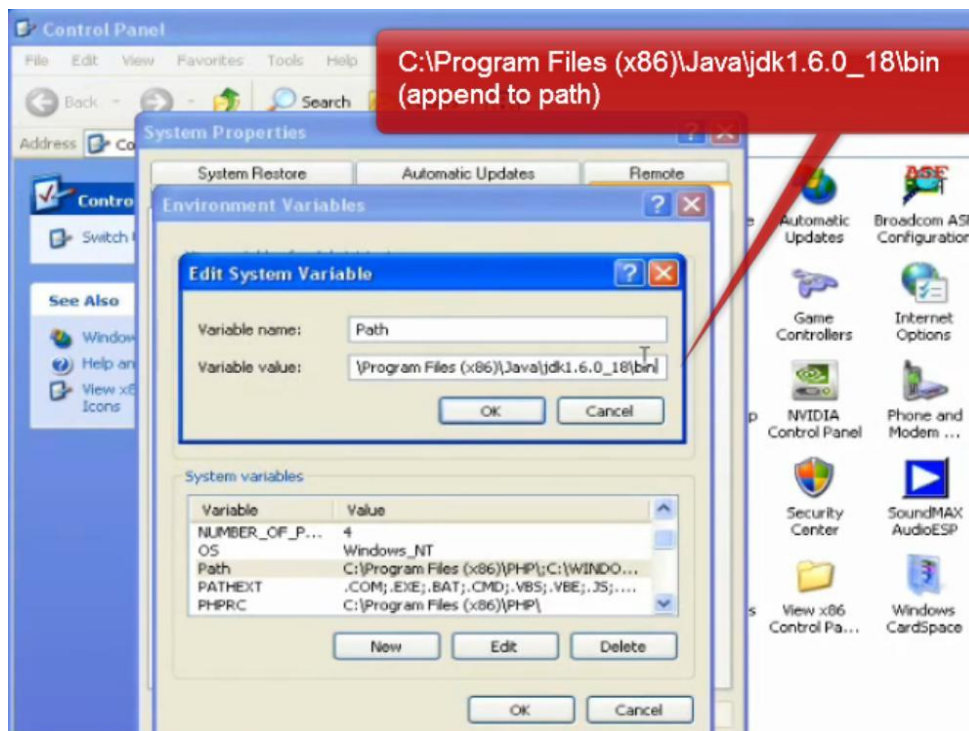 Control Panel
File Edit View Favorites Tools Help
C:\Program Files (x86)\Java\jdk1.6.0_18\bin
(append to path)
Back
Search
Address
System Properties
System Restore Automatic Updates Remote
Environment Variables
Switch
Edit System Variable
Variable name: Path
Variable value: \Program Files (x86)\Java\jdk1.6.0_18\bin
OK Cancel
See Also
Help
Icons
System variables
Variable Value
NUMBER_OF_P... 4
OS Windows_NT
Path C:\Program Files (x86)\PHP\;C:\WINDO...
PATHEXT .COM;.EXE;.BAT;.CMD;.VBS;.VBE;.JS;....
PHPRC C:\Program Files (x86)\PHP\
New Edit Delete
OK Cancel
ASF
Automatic
Updates
Broadcom
Game
Controllers
Internet
Options
NVIDIA
Control Panel
Phone and
Modem ...
Security
Center
SoundMAX
AudioESP
View x86
Control Pa...
Windows
CardSpace